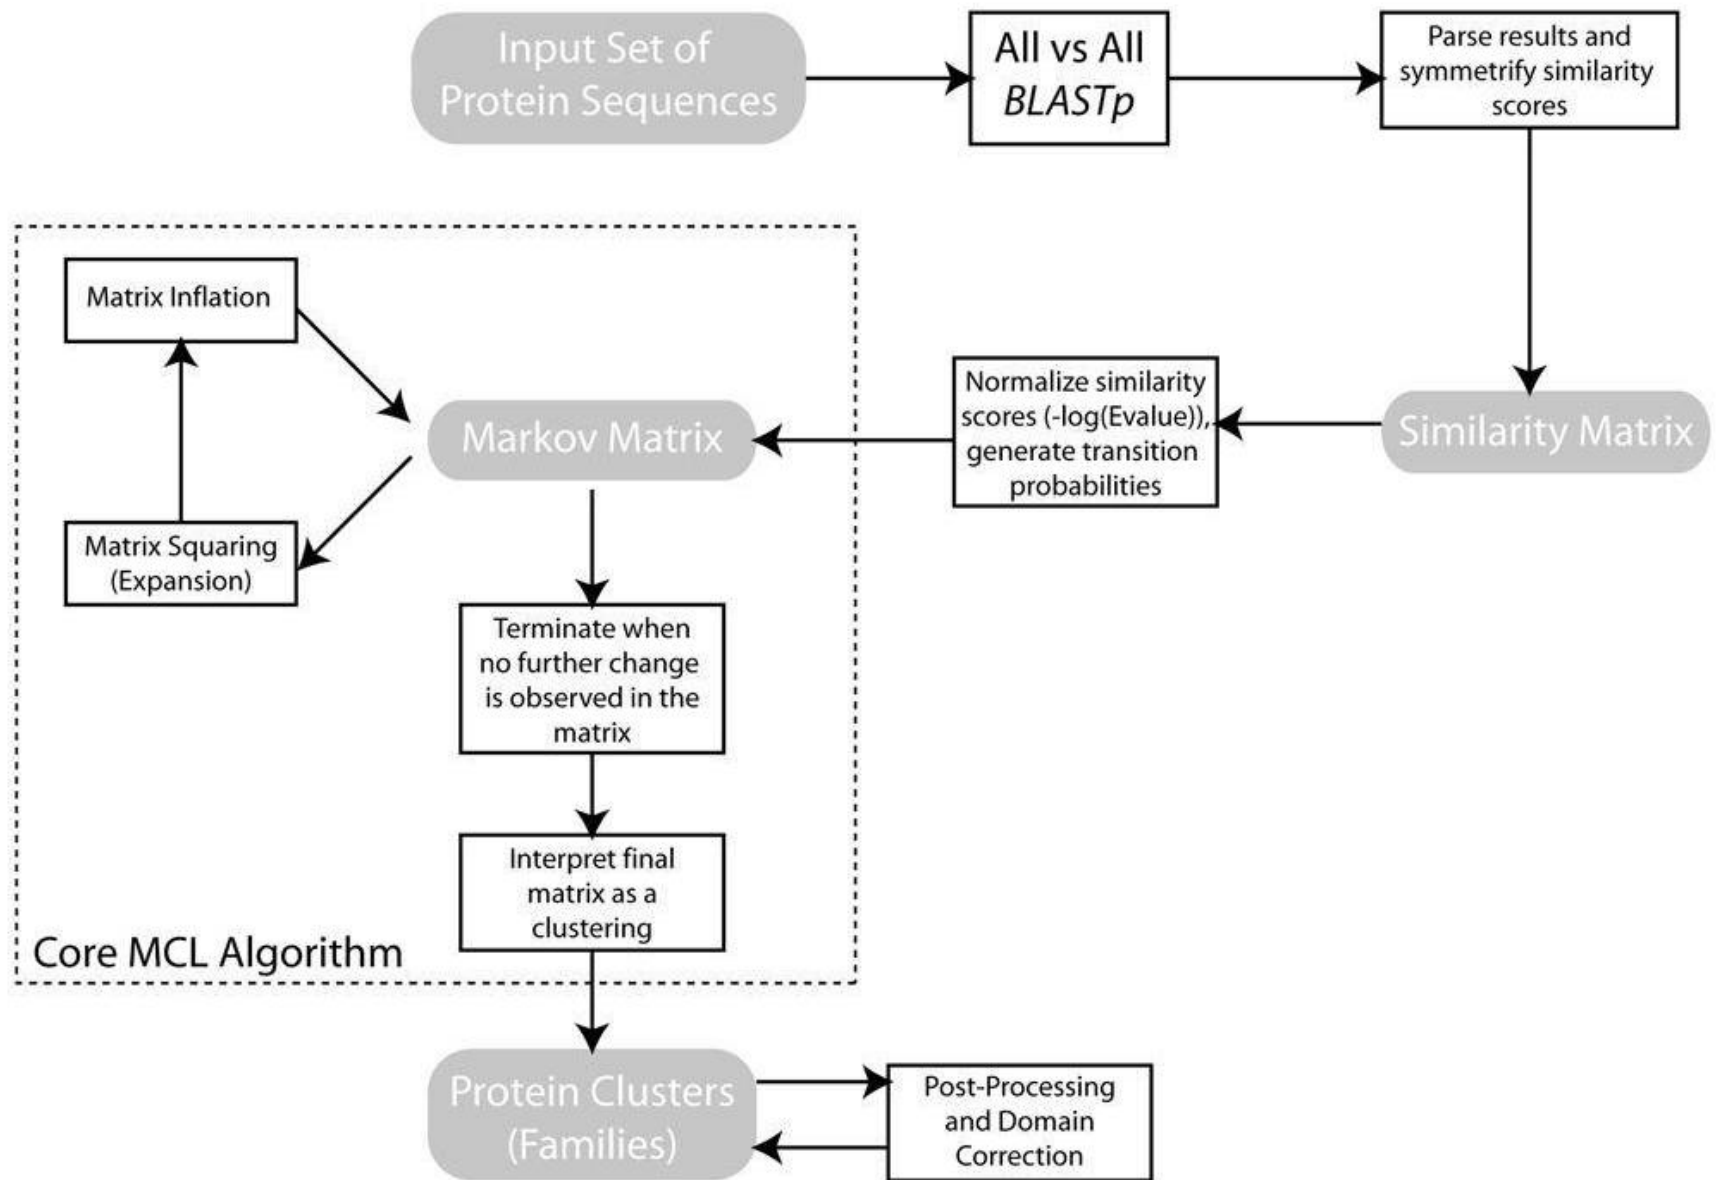 Input Set of
Protein Sequences
All vs All
BLASTp
Parse results and
symmetrify similarity
scores
Matrix Inflation
Markov Matrix
Normalize similarity
scores (-log(Evalue)),
generate transition
probabilities
Similarity Matrix
Matrix Squaring
(Expansion)
Terminate when
no further change
is observed in the
matrix
Interpret final
matrix as a
clustering
Core MCL Algorithm
Protein Clusters
(Families)
Post-Processing
and Domain
Correction